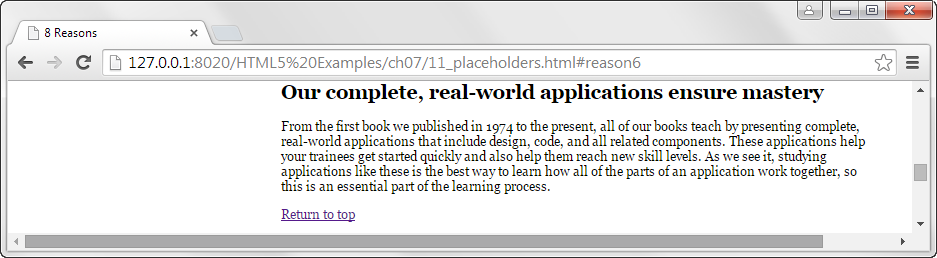 8 Reasons
127.0.0.1:8020/HTML5%20Examples/ch07/11_placeholders.html#reason6
Our complete, real-world applications ensure mastery
From the first book we published in 1974 to the present, all of our books teach by presenting complete,
real-world applications that include design, code, and all related components. These applications help
your trainees get started quickly and also help them reach new skill levels. As we see it, studying
applications like these is the best way to learn how all of the parts of an application work together, so
this is an essential part of the learning process.
Return to top